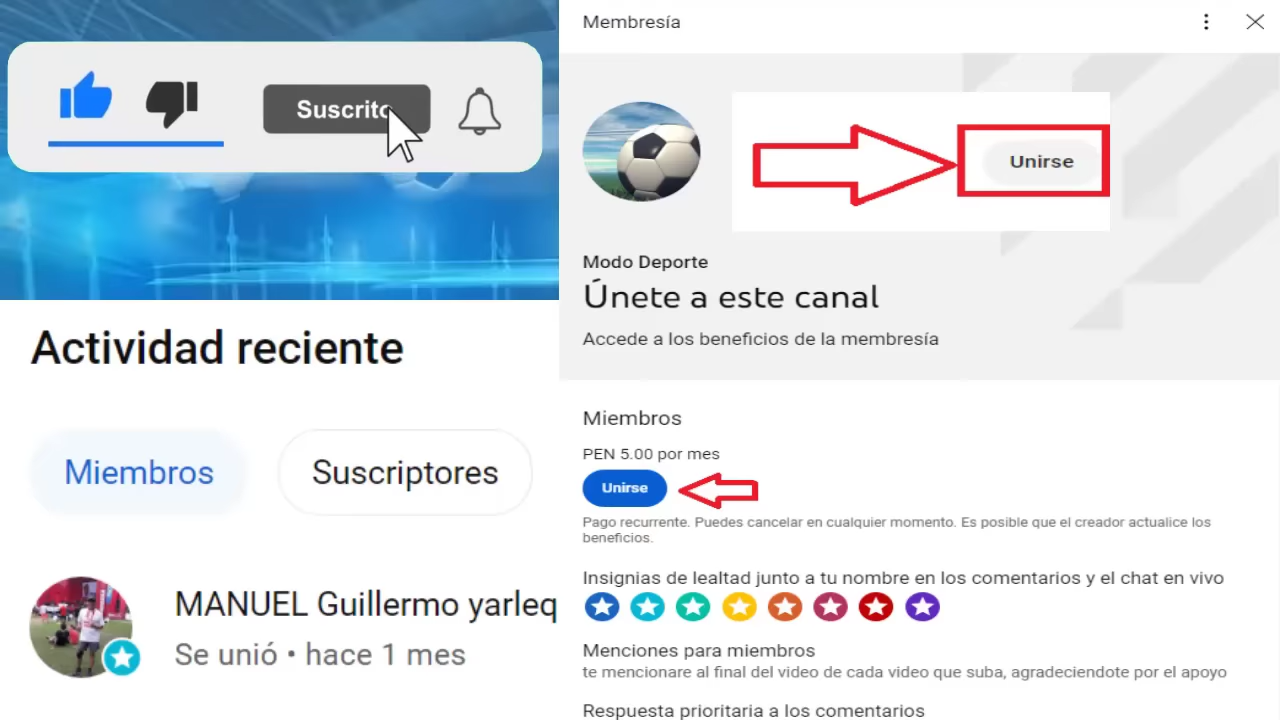 Suscrito
Actividad reciente
Miembros
Suscriptores
MANUEL Guillermo yarleq
Se unió • hace 1 mes
Membresía
Unirse
Modo Deporte
Únete a este canal
Accede a los beneficios de la membresía
Miembros
PEN 5.00 por mes
Unirse
Pago recurrente. Puedes cancelar en cualquier momento. Es posible que el creador actualice los
beneficios.
Insignias de lealtad junto a tu nombre en los comentarios y el chat en vivo
Menciones para miembros
te mencionare al final del video de cada video que suba, agradeciendote por el apoyo
Respuesta prioritaria a los comentarios